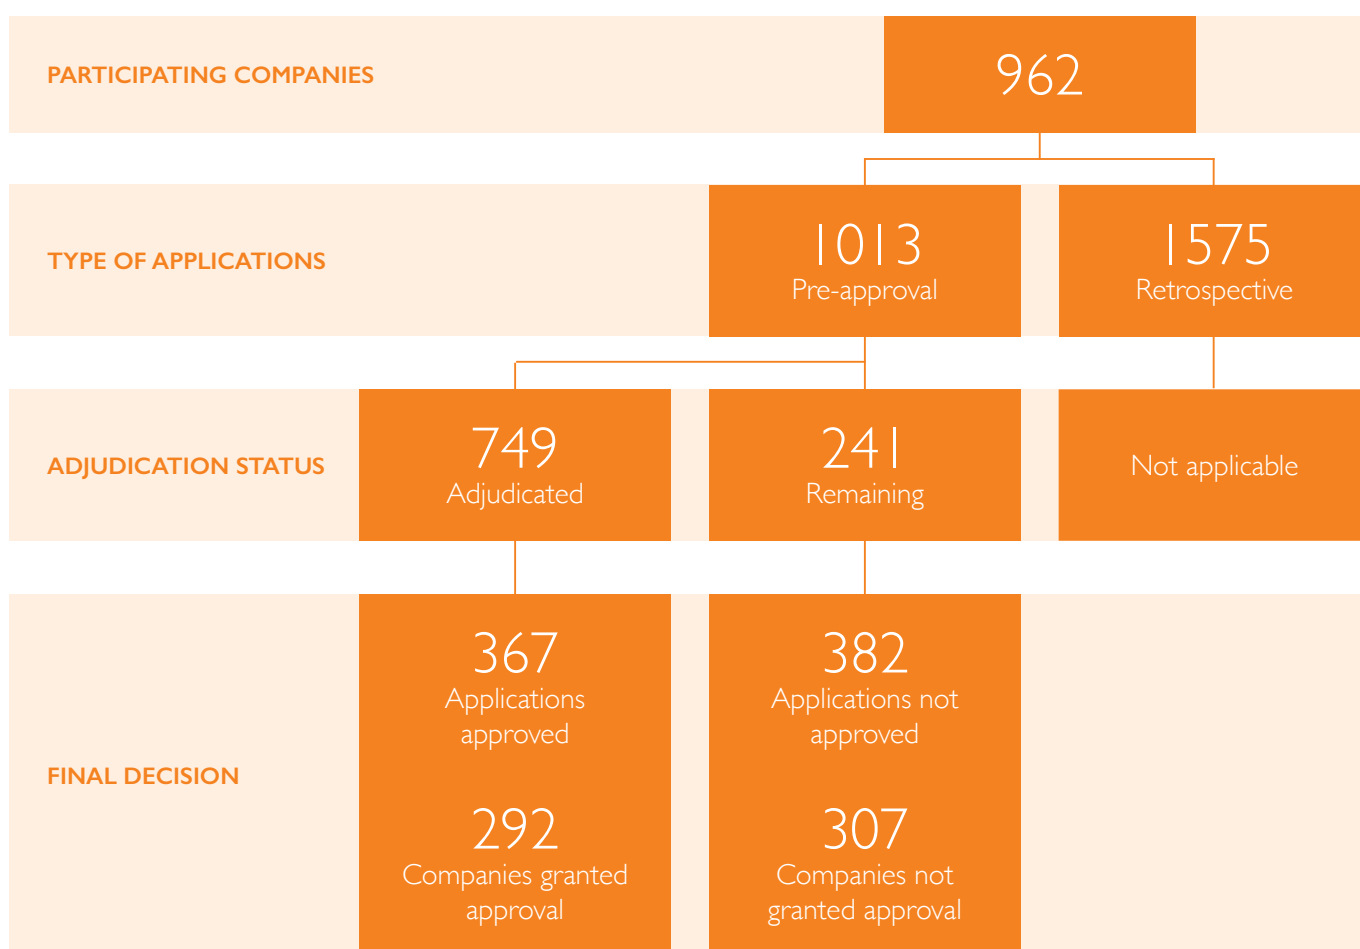 PARTICIPATING COMPANIES
962
TYPE OF APPLICATIONS
1013
Pre-approval
1575
Retrospective
ADJUDICATION STATUS
749
Adjudicated
241
Remaining
Not applicable
FINAL DECISION
367
Applications
approved
292
Companies granted
approval
382
Applications not
approved
307
Companies not
granted approval